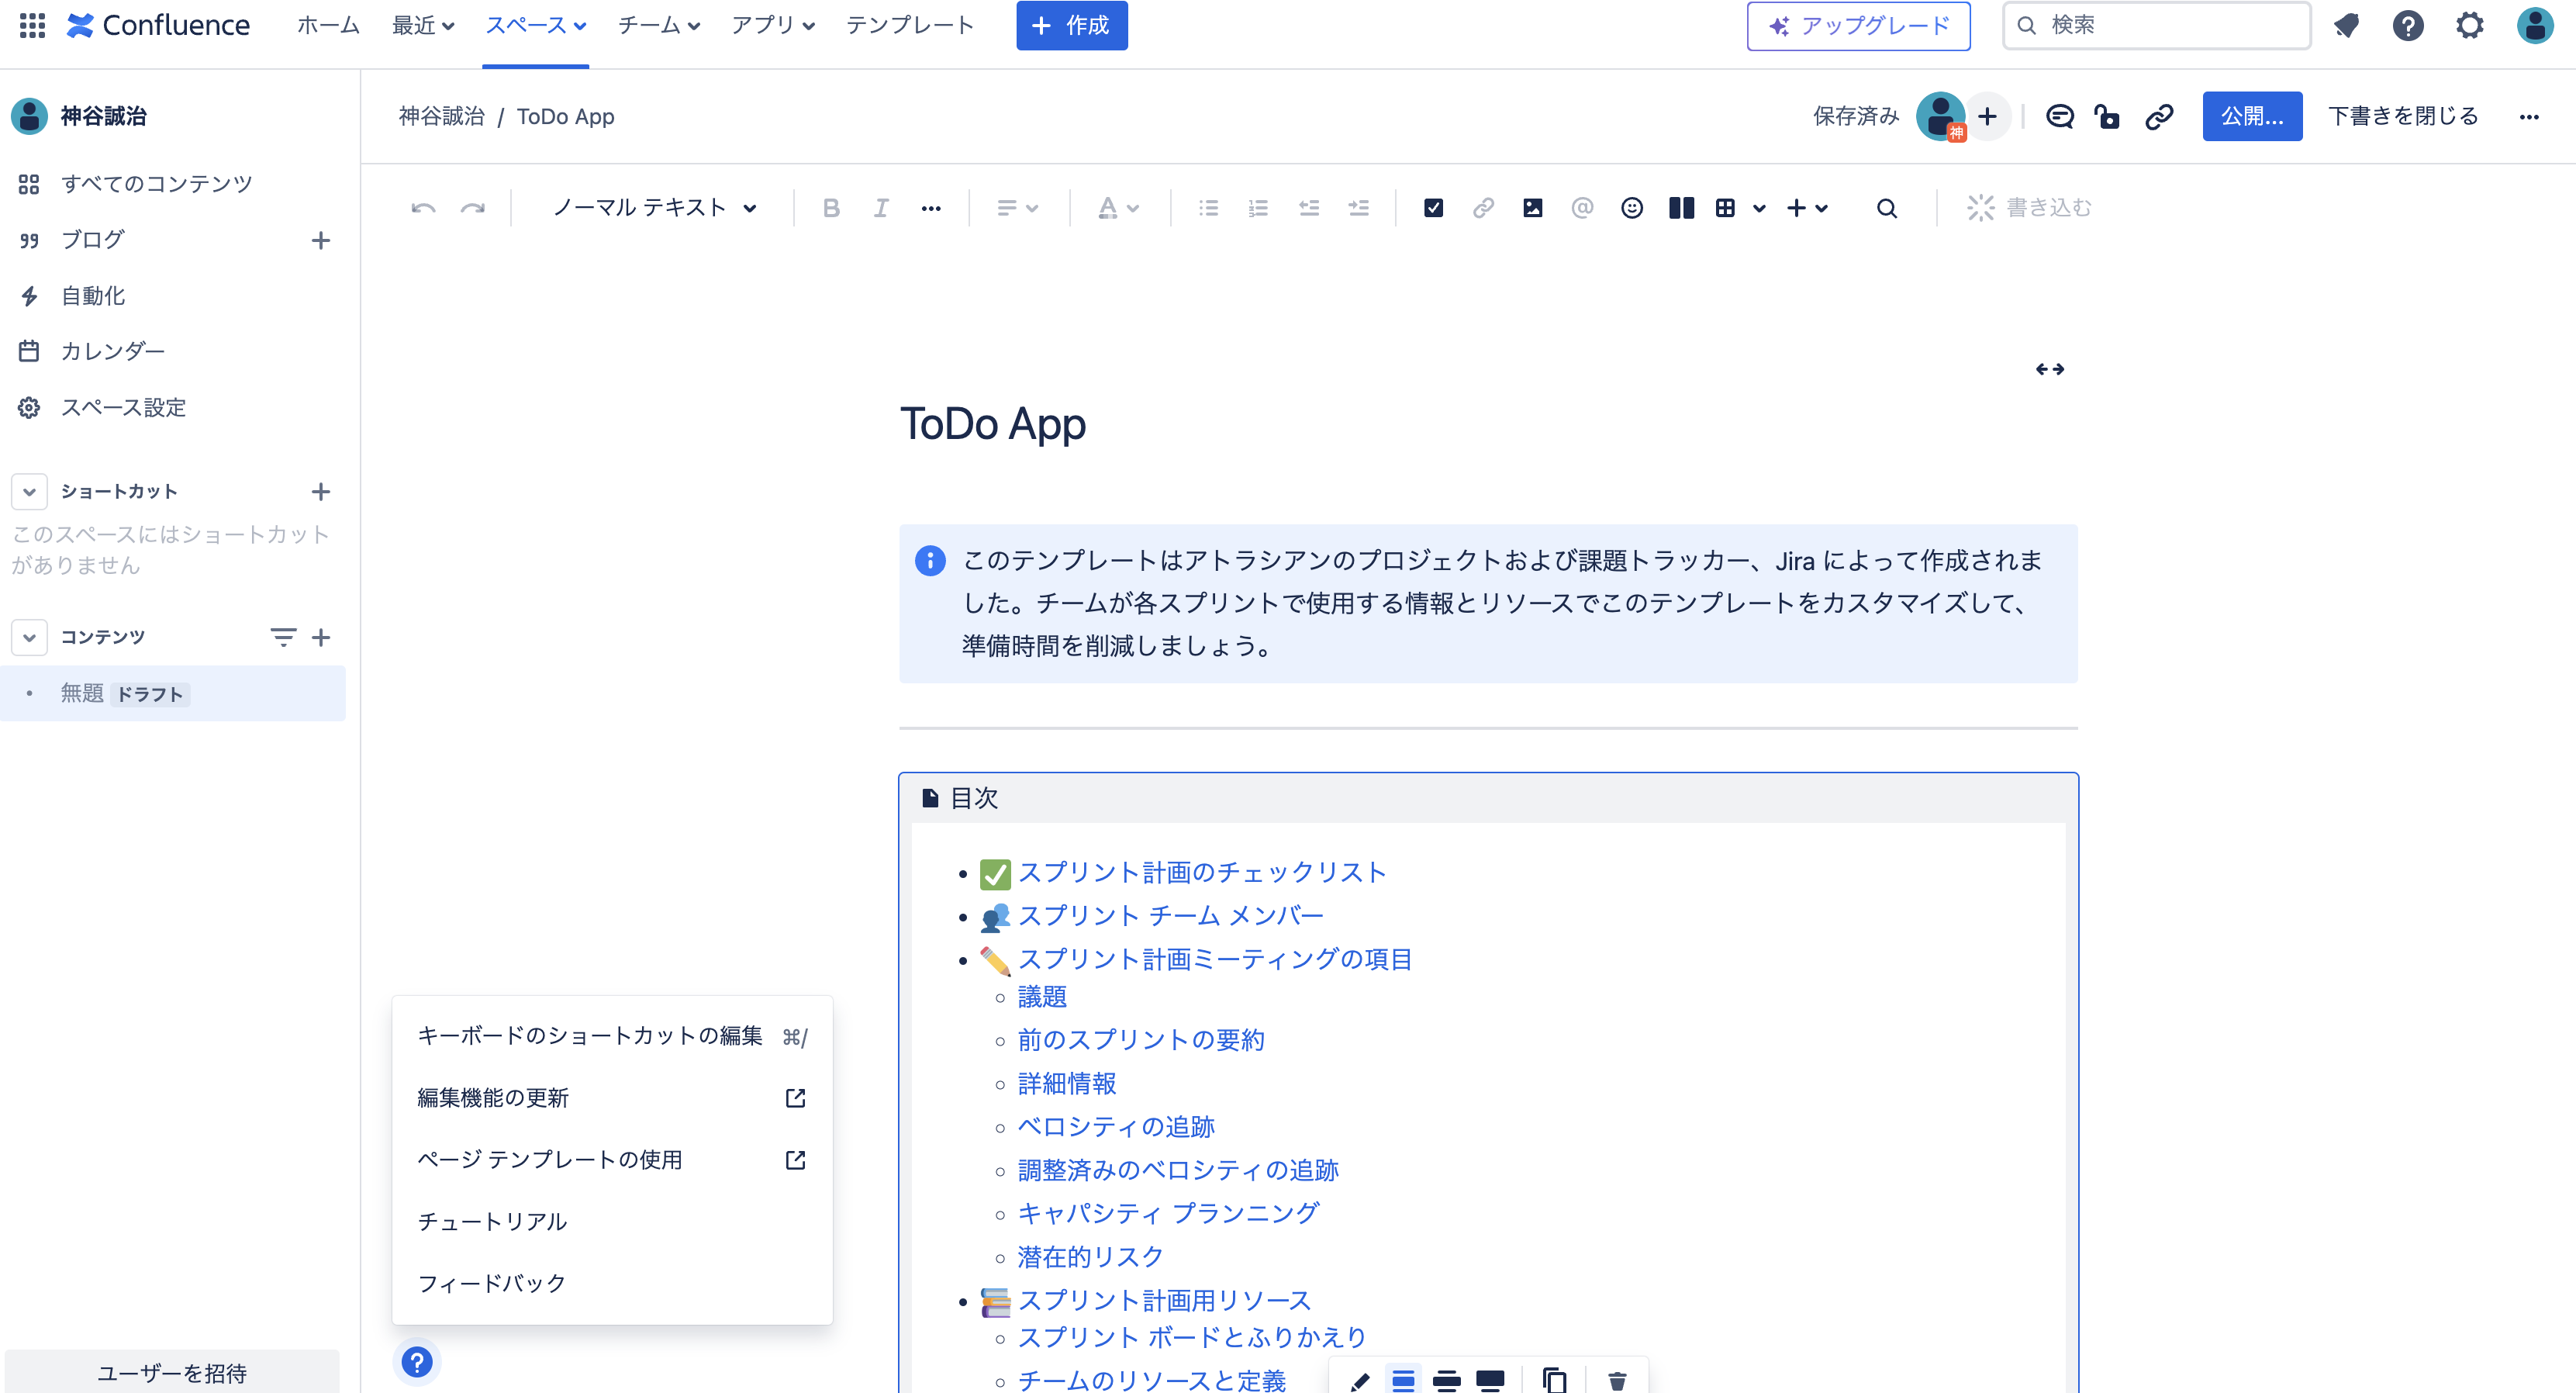 Confluence ホーム 最近 スペース チーム アプリ テンプレート + 作成 アップグレード 検索
神谷誠治
すべてのコンテンツ
ブログ
自動化
カレンダー
スペース設定
ショートカット
このスペースにはショートカット
がありません
コンテンツ
無題 ドラフト
ユーザーを招待
神谷誠治 / ToDo App
保存済み 神 公開... 下書きを閉じる
ノーマル テキスト B I A @ 書き込む
ToDo App
このテンプレートはアトラシアンのプロジェクトおよび課題トラッカー、Jira によって作成されま
した。チームが各スプリントで使用する情報とリソースでこのテンプレートをカスタマイズして、
準備時間を削減しましょう。
目次
スプリント計画のチェックリスト
スプリント チーム メンバー
スプリント計画ミーティングの項目
議題
前のスプリントの要約
詳細情報
ベロシティの追跡
調整済みのベロシティの追跡
キャパシティ プランニング
潜在的リスク
スプリント計画用リソース
スプリント ボードとふりかえり
チームのリソースと定義
キーボードのショートカットの編集 ⌘/
編集機能の更新
ページ テンプレートの使用
チュートリアル
フィードバック